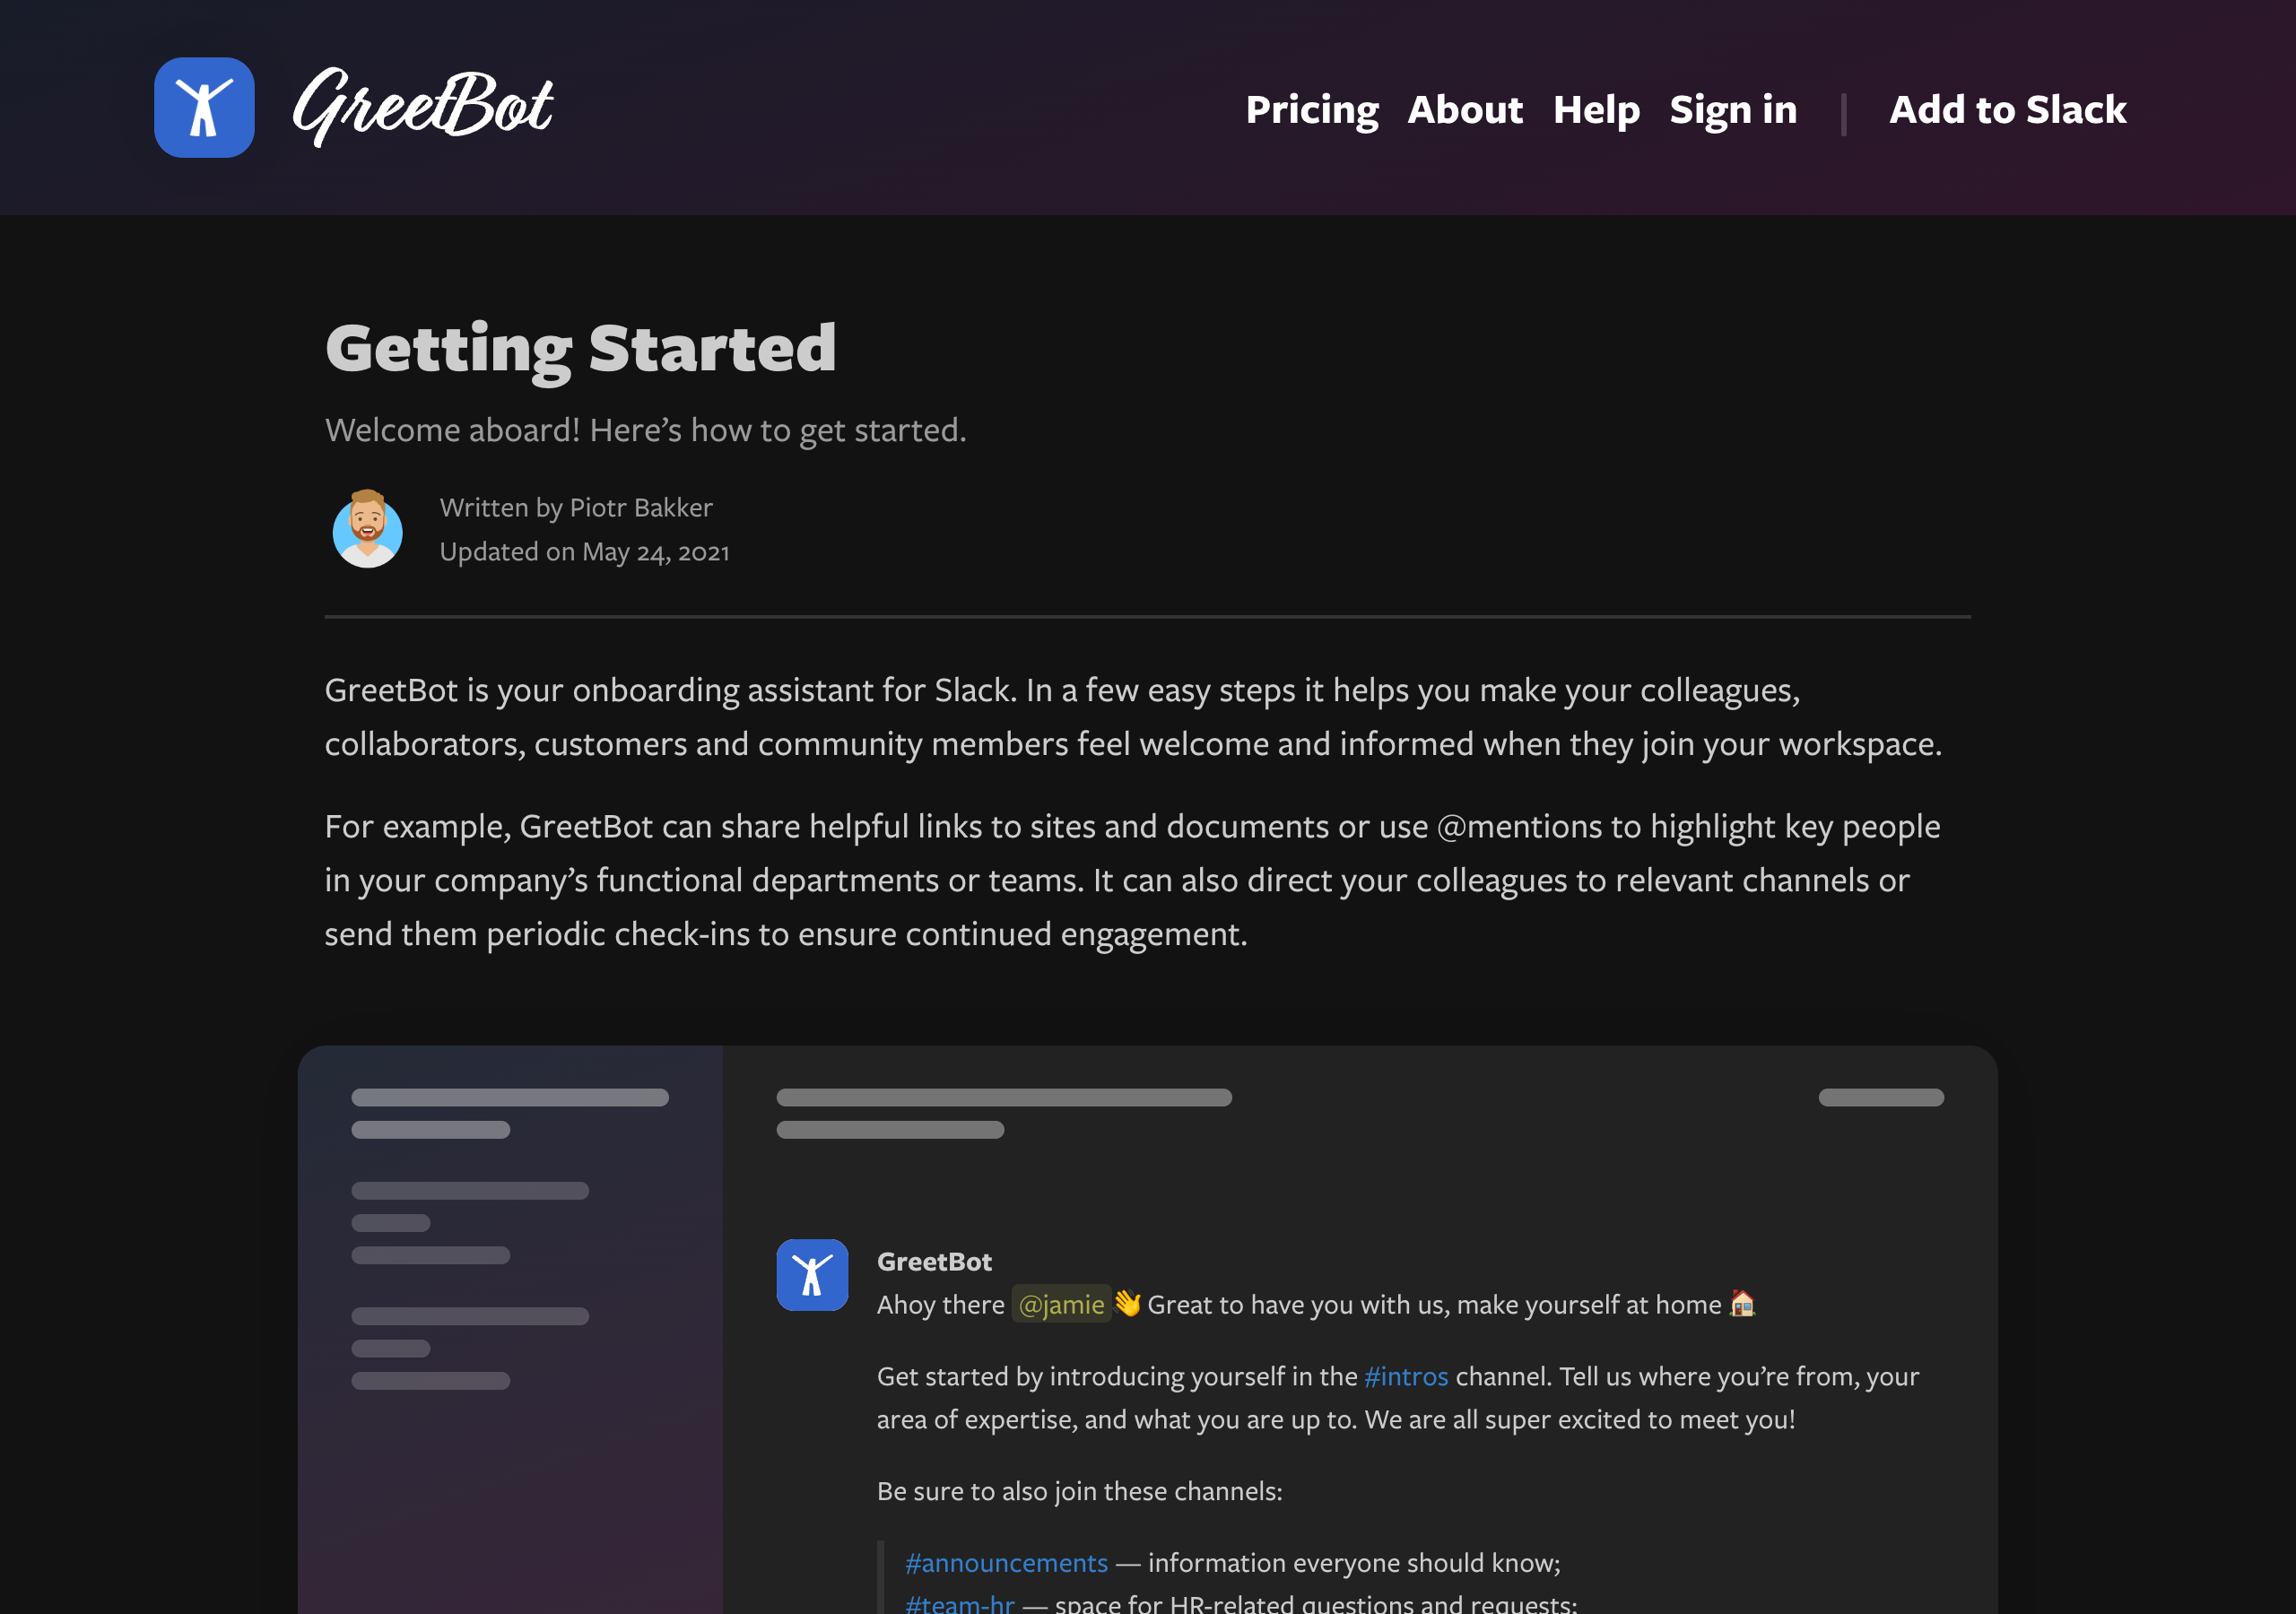 GreetBot
Pricing About Help Sign in | Add to Slack
Getting Started
Welcome aboard! Here’s how to get started.
Written by Piotr Bakker
Updated on May 24, 2021
GreetBot is your onboarding assistant for Slack. In a few easy steps it helps you make your colleagues,
collaborators, customers and community members feel welcome and informed when they join your workspace.
For example, GreetBot can share helpful links to sites and documents or use @mentions to highlight key people
in your company’s functional departments or teams. It can also direct your colleagues to relevant channels or
send them periodic check-ins to ensure continued engagement.
GreetBot
Ahoy there @jamie 👋 Great to have you with us, make yourself at home 🏠
Get started by introducing yourself in the #intros channel. Tell us where you’re from, your
area of expertise, and what you are up to. We are all super excited to meet you!
Be sure to also join these channels:
#announcements — information everyone should know;
#team-hr — space for HR-related questions and requests;